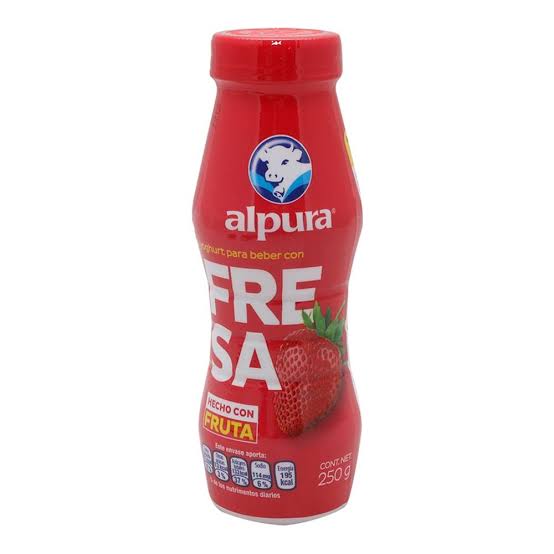 alpura®
yoghurt para beber con
FRE
SA
HECHO CON
FRUTA
Este envase aporta:
Sodio
114 mg
6 %
Energía
195
kcal
de los nutrimentos diarios
CONT. NET.
250 g